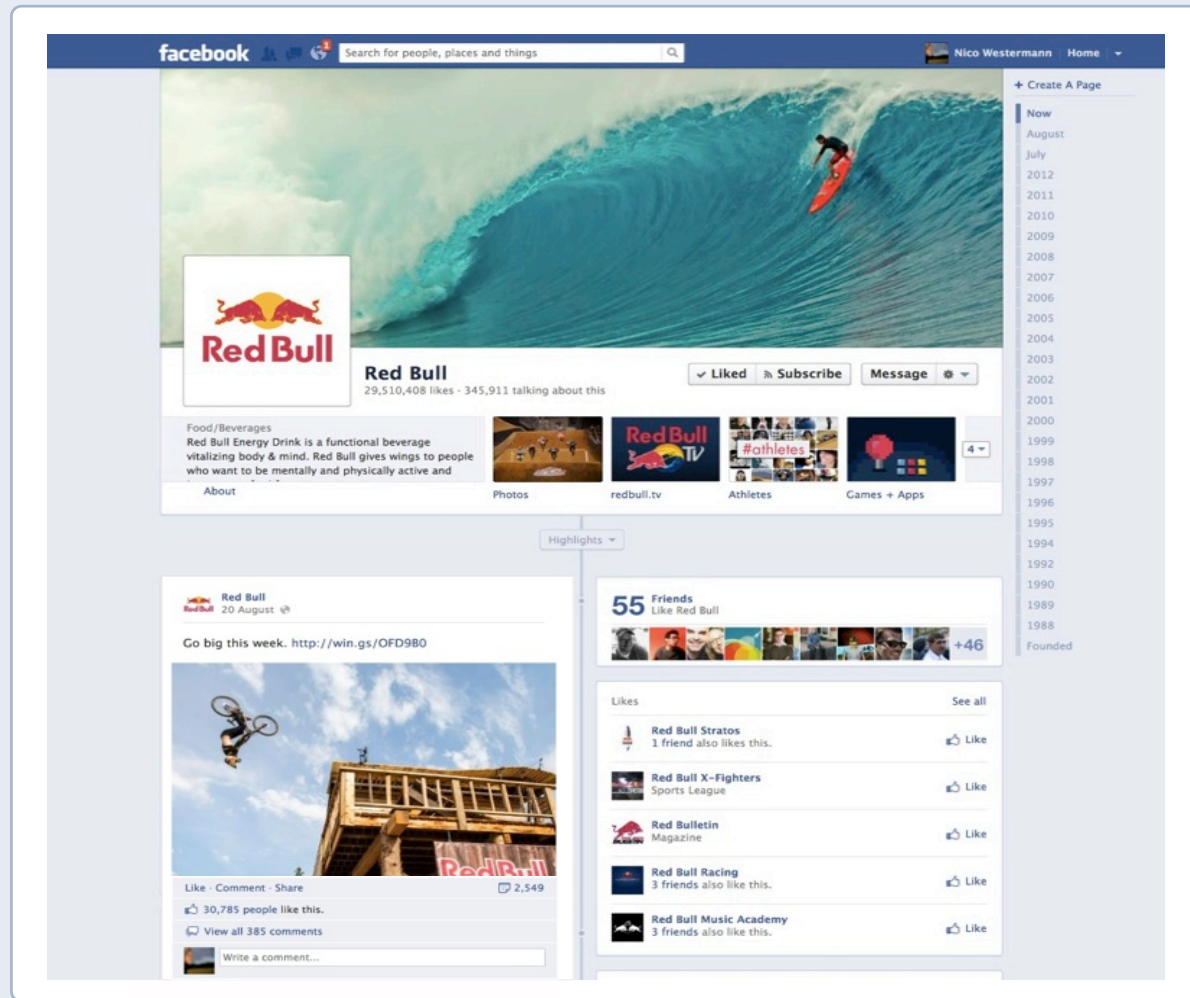 facebook
1
Search for people, places and things
Nico Westermann
Home
+ Create A Page
Now
August
July
2012
2011
2010
2009
2008
2007
2006
2005
2004
2003
2002
2001
2000
1999
1998
1997
1996
1995
1994
1992
1990
1989
1988
Founded
Red Bull
Red Bull
29,510,408 likes · 345,911 talking about this
Liked
Subscribe
Message
Food/Beverages
Red Bull Energy Drink is a functional beverage
vitalizing body & mind. Red Bull gives wings to people
who want to be mentally and physically active and
About
Red Bull
TV
#athletes
4
Photos
redbull.tv
Athletes
Games + Apps
Highlights
Red Bull
Red Bull
20 August
Go big this week. http://win.gs/OFD9B0
Red Bull
Like · Comment · Share
2,549
30,785 people like this.
View all 385 comments
Write a comment...
55 Friends
Like Red Bull
+46
Likes
See all
Red Bull Stratos
1 friend also likes this.
Like
Red Bull X-Fighters
Sports League
Like
Red Bulletin
Magazine
Like
Red Bull Racing
3 friends also like this.
Like
Red Bull Music Academy
3 friends also like this.
Like